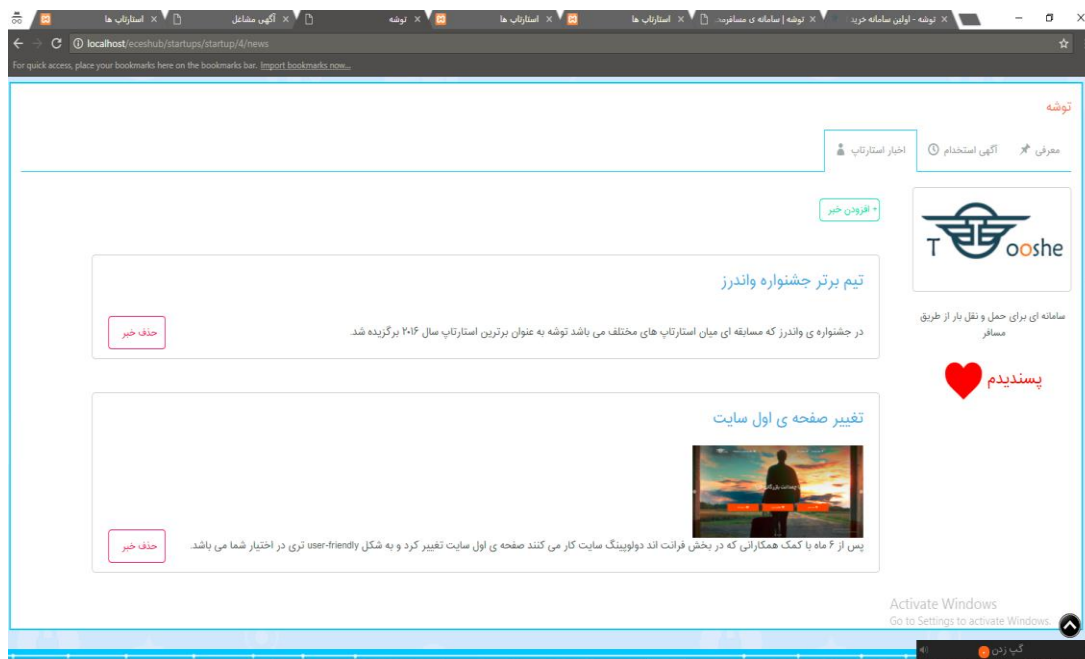 استارتاپ ها
آگهی مشاغل
توشه
استارتاپ ها
استارتاپ ها
توشه | سامانه ی مسافرمحـ
توشه - اولین سامانه خرید
localhost/eceshub/startups/startup/4/news
For quick access, place your bookmarks here on the bookmarks bar. Import bookmarks now...
توشه
معرفی
آگهی استخدام
اخبار استارتاپ
Tooshe
سامانه ای برای حمل و نقل بار از طریق
مسافر
پسندیدم
+ افزودن خبر
تیم برتر جشنواره واندرز
در جشنواره ی واندرز که مسابقه ای میان استارتاپ های مختلف می باشد توشه به عنوان برترین استارتاپ سال ۲۰۱۶ برگزیده شد.
حذف خبر
تغییر صفحه ی اول سایت
پس از ۶ ماه با کمک همکارانی که در بخش فرانت اند دولوپینگ سایت کار می کنند صفحه ی اول سایت تغییر کرد و به شکل user-friendly تری در اختیار شما می باشد.
حذف خبر
Activate Windows
Go to Settings to activate Windows.
گپ زدن